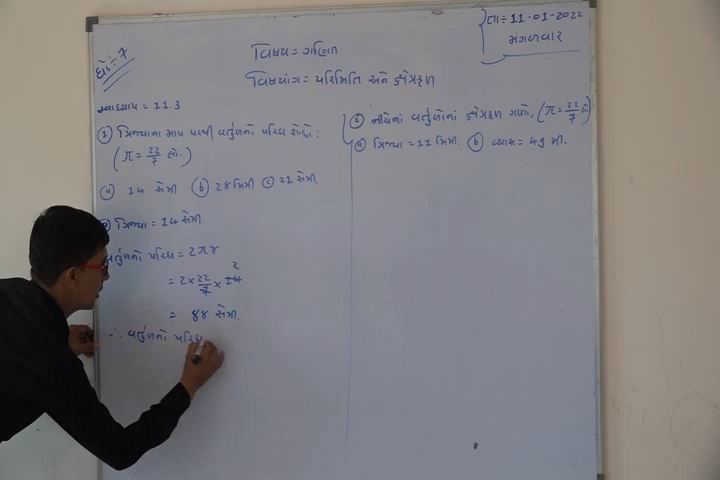 ધો: 7
તા: 11-01-2022
મંગળવાર
વિષય = ગણિત
વિષયાંગ = પરિમિતિ અને ક્ષેત્રફળ
સ્વાધ્યાય = 11.3
① ત્રિજ્યાના માપ પરથી વર્તુળનો પરિઘ શોધો:
(π = 22/7 લો.)
ⓐ 14 સેમી ⓑ 28 મિમી ⓒ 21 સેમી.
ⓐ ત્રિજ્યા = 14 સેમી
વર્તુળનો પરિઘ = 2πr
= 2 × 22/7 × 14 2
= 88 સેમી.
∴ વર્તુળનો પરિઘ
② નીચેનાં વર્તુળોનાં ક્ષેત્રફળ ગણો, (π = 22/7 લો)
ⓐ ત્રિજ્યા = 14 મિમી. ⓑ વ્યાસ = 49 મી.